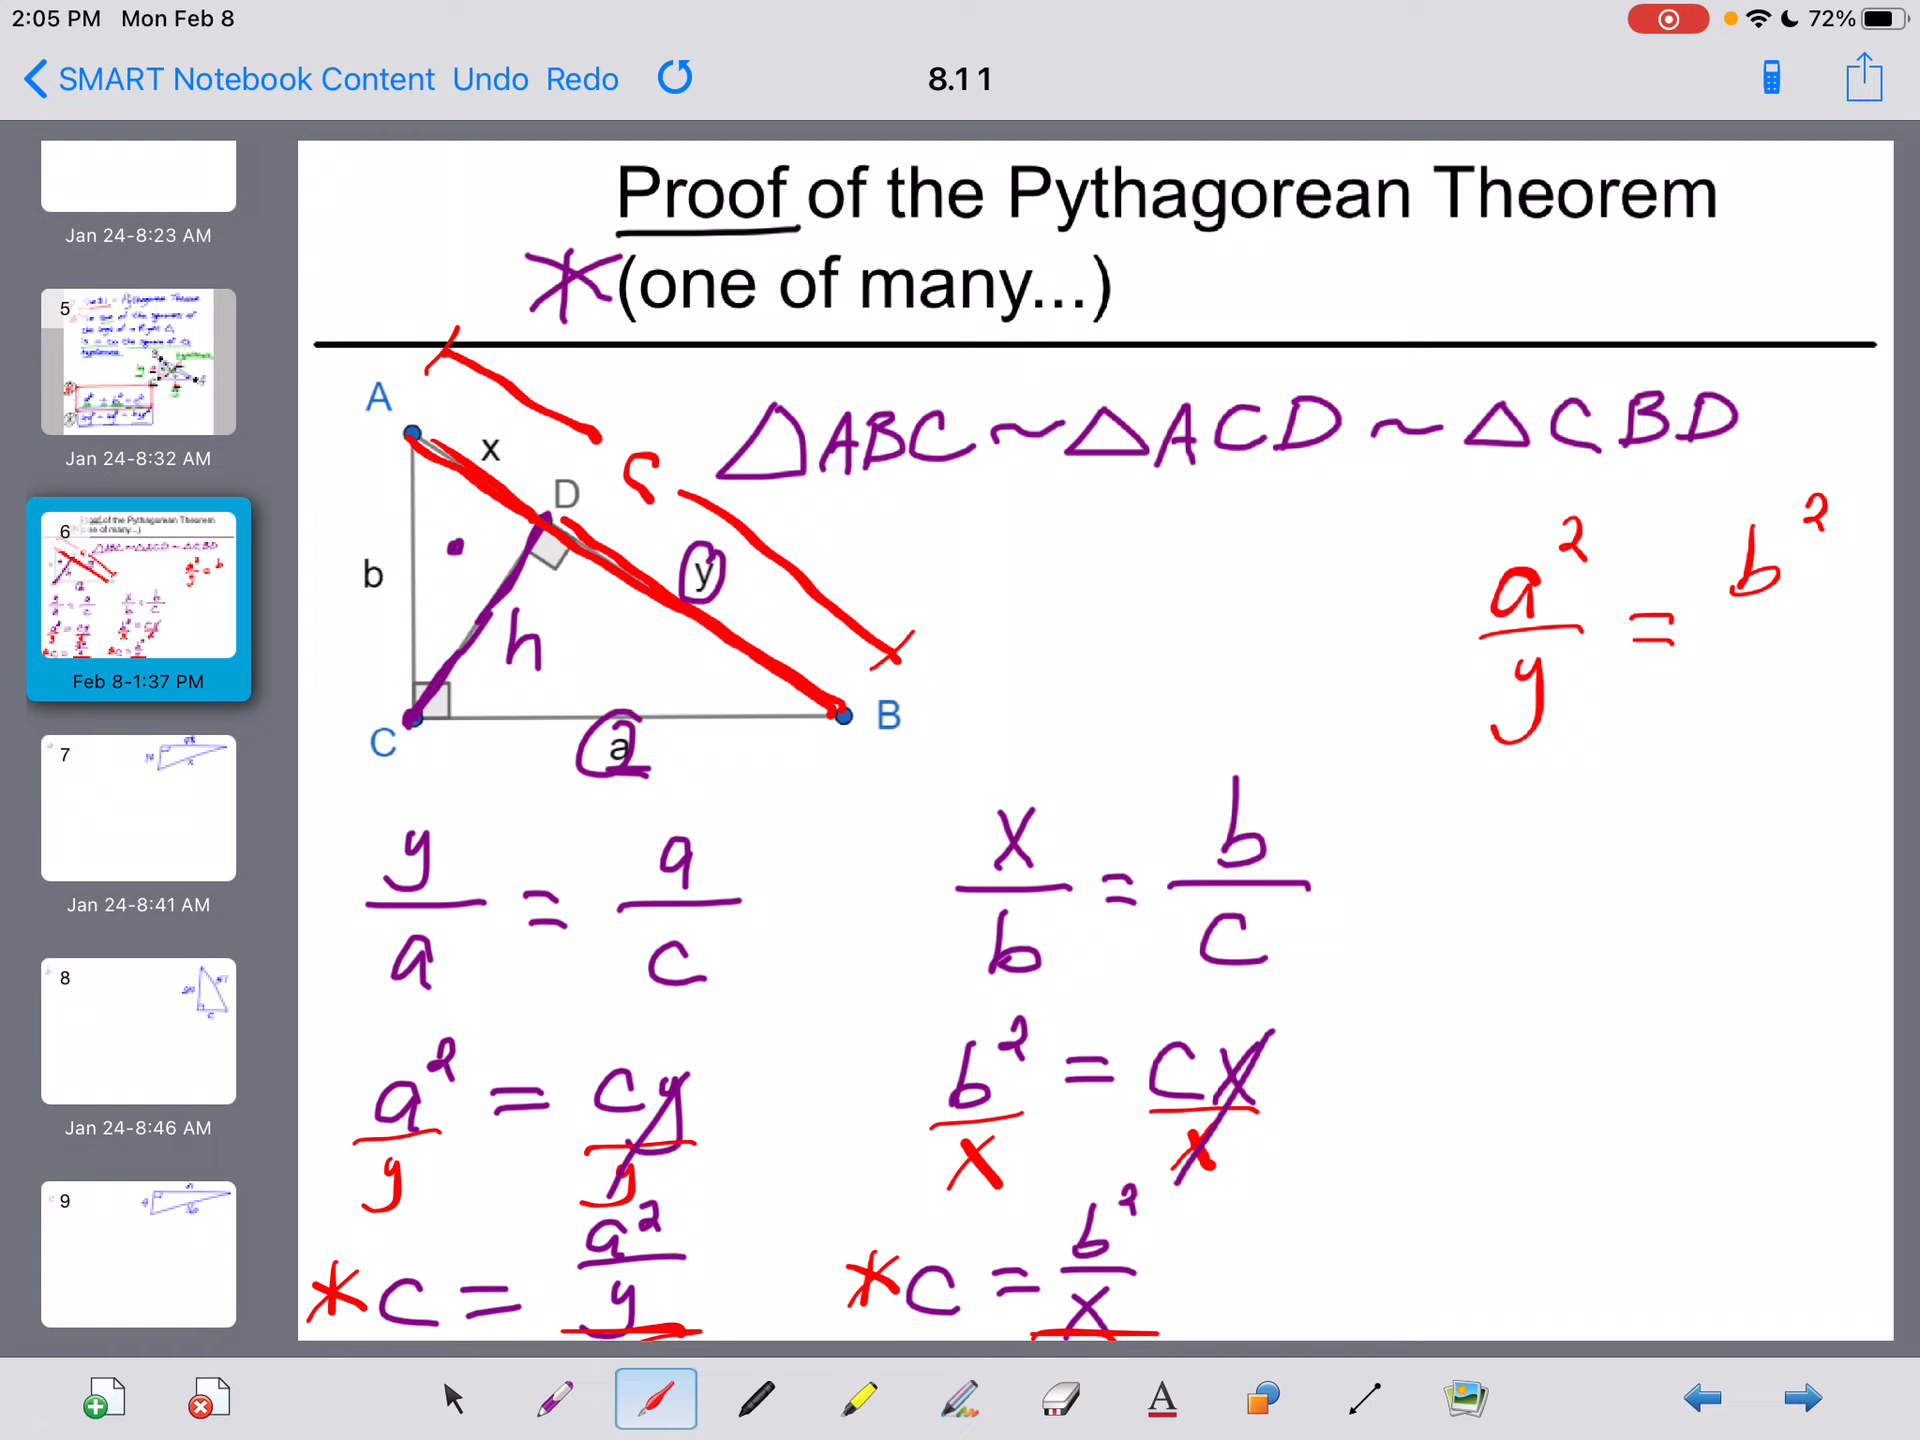 2:05 PM Mon Feb 8
72%
SMART Notebook Content Undo Redo
8.1 1
Jan 24-8:23 AM
5
Jan 24-8:32 AM
6
Feb 8-1:37 PM
7
Jan 24-8:41 AM
8
Jan 24-8:46 AM
9
Proof of the Pythagorean Theorem
*(one of many...)
A
x
D
c
b
y
h
C
a
B
△ABC ~ △ACD ~ △CBD
a²/y = b²
y/a = a/c
x/b = b/c
a²/y = cy/y
b²/x = cx/x
*c = a²/y
*c = b²/x
A